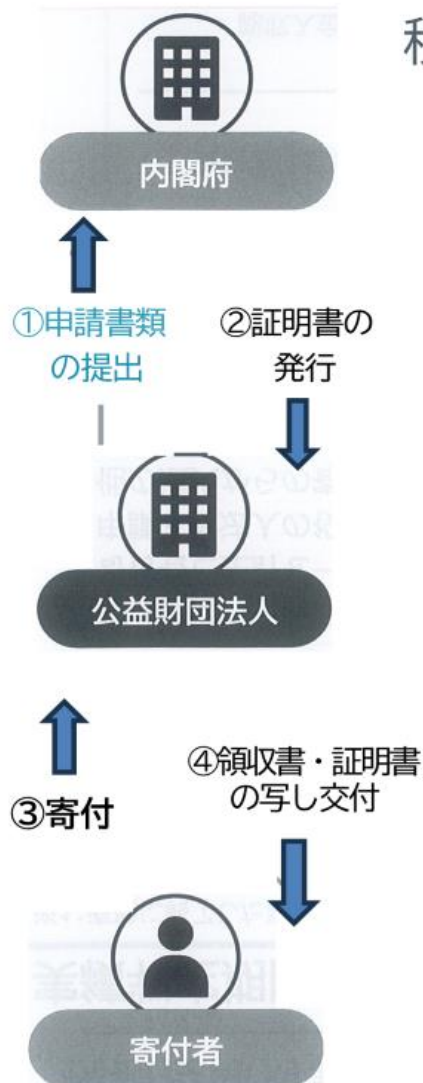 内閣府
①申請書類
の提出
②証明書の
発行
公益財団法人
③寄付
④領収書・証明書
の写し交付
寄付者